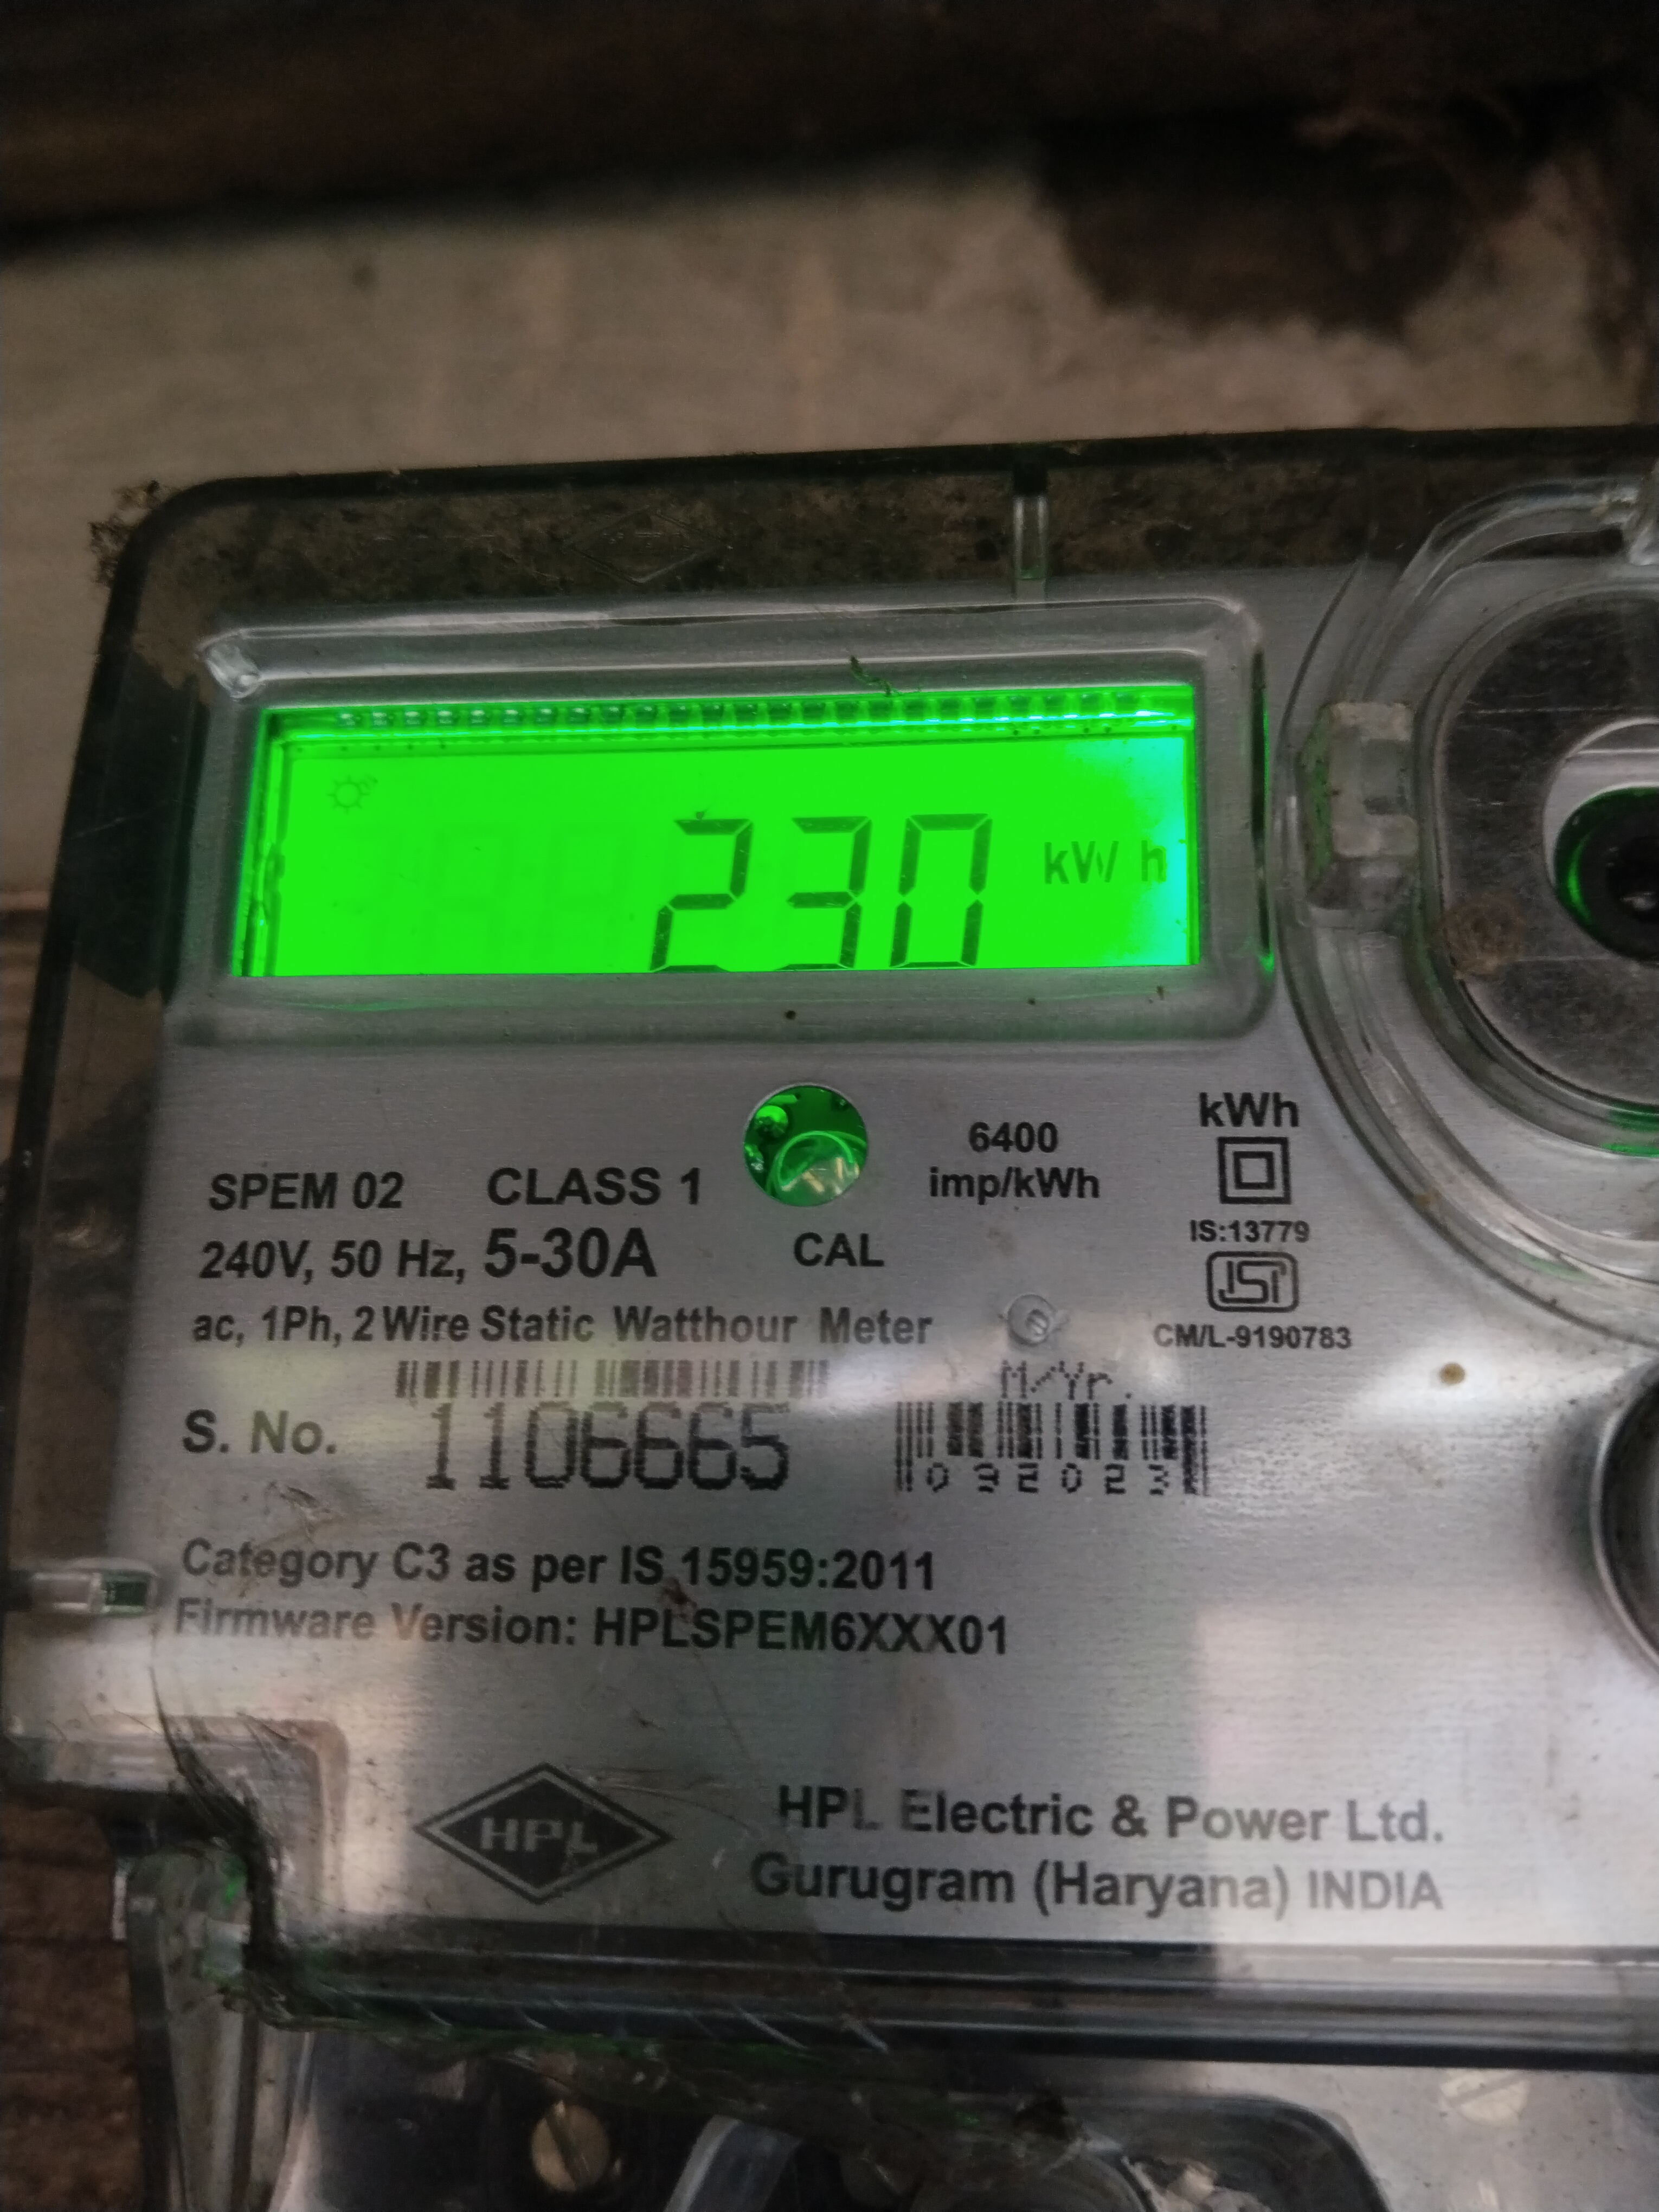 230 kW h
kWh
6400
imp/kWh
SPEM 02 CLASS 1
IS:13779
240V, 50 Hz, 5-30A
CAL
ISI
ac, 1Ph, 2 Wire Static Watthour Meter
CM/L-9190783
M/Yr.
S. No. 1106665
032023
Category C3 as per IS 15959:2011
Firmware Version: HPLSPEM6XXX01
HPL
HPL Electric & Power Ltd.
Gurugram (Haryana) INDIA